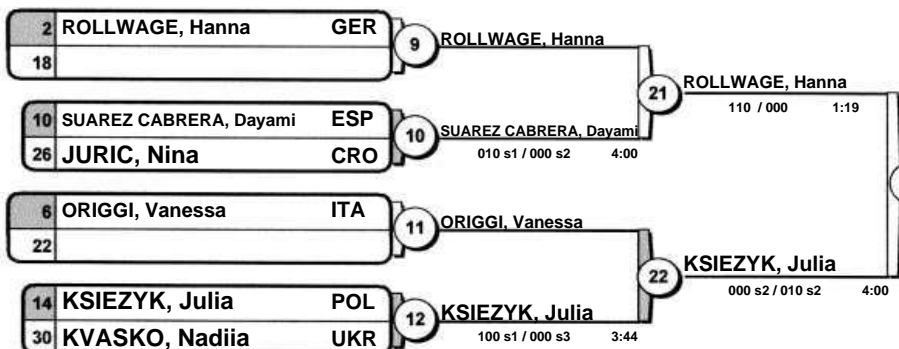 2 ROLLWAGE, Hanna GER
18
9 ROLLWAGE, Hanna
10 SUAREZ CABRERA, Dayami ESP
26 JURIC, Nina CRO
10 SUAREZ CABRERA, Dayami
010 s1 / 000 s2 4:00
21 ROLLWAGE, Hanna
110 / 000 1:19
6 ORIGGI, Vanessa ITA
22
11 ORIGGI, Vanessa
14 KSIEZYK, Julia POL
30 KVASKO, Nadiia UKR
12 KSIEZYK, Julia
100 s1 / 000 s3 3:44
22 KSIEZYK, Julia
000 s2 / 010 s2 4:00